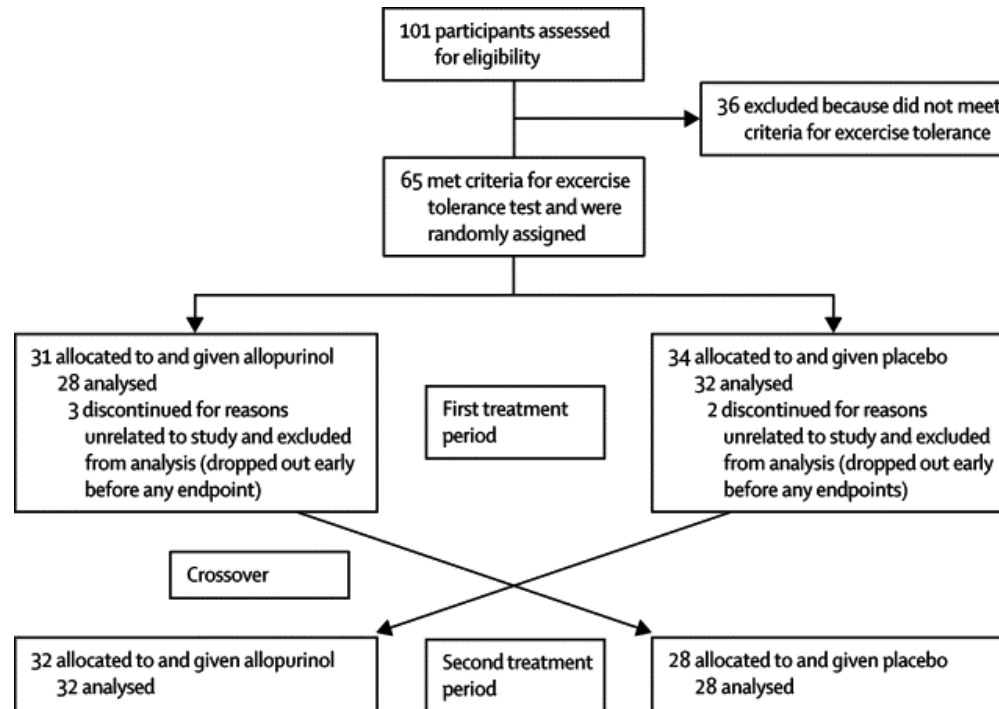 101 participants assessed
for eligibility
36 excluded because did not meet
criteria for excercise tolerance
65 met criteria for excercise
tolerance test and were
randomly assigned
31 allocated to and given allopurinol
28 analysed
3 discontinued for reasons
unrelated to study and excluded
from analysis (dropped out early
before any endpoint)
First treatment
period
34 allocated to and given placebo
32 analysed
2 discontinued for reasons
unrelated to study and excluded
from analysis (dropped out early
before any endpoints)
Crossover
32 allocated to and given allopurinol
32 analysed
Second treatment
period
28 allocated to and given placebo
28 analysed